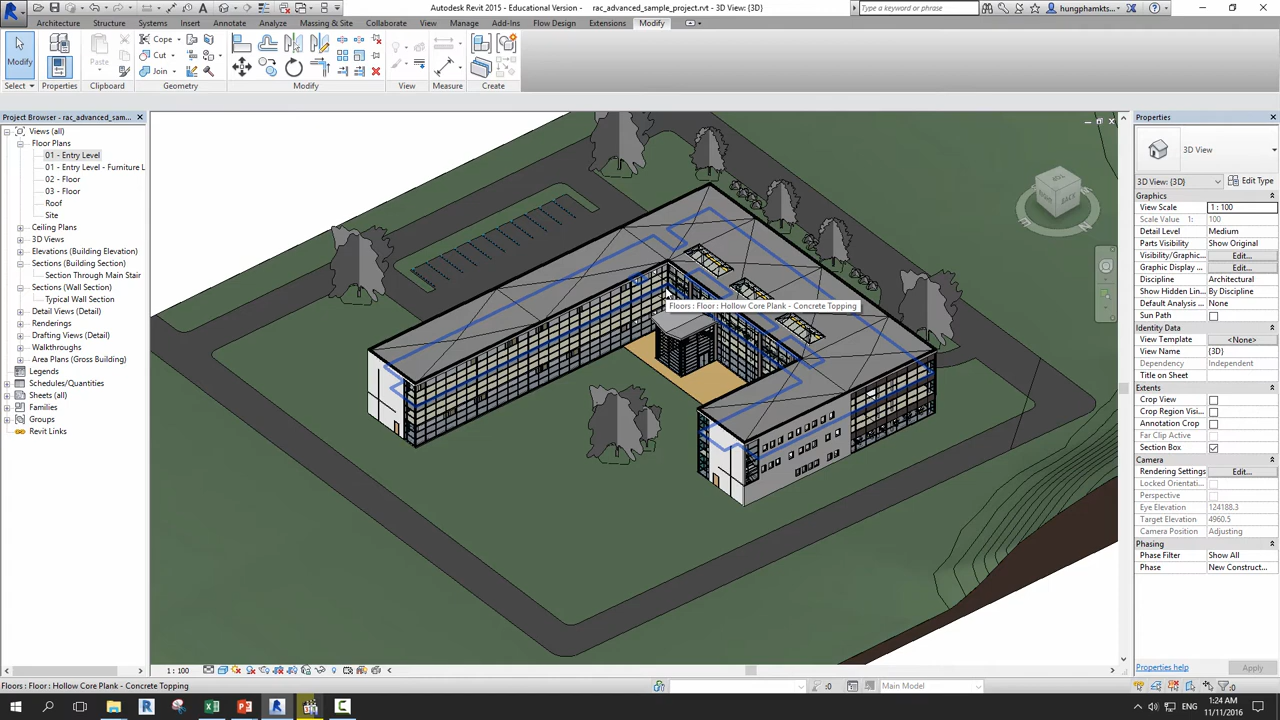 Autodesk Revit 2015 - Educational Version - rac_advanced_sample_project.rvt - 3D View: {3D}
Type a keyword or phrase
hungphamkts...
Architecture Structure Systems Insert Annotate Analyze Massing & Site Collaborate View Manage Add-Ins Flow Design Extensions Modify
Modify
Paste
Cope
Cut
Join
Select Properties Clipboard Geometry Modify View Measure Create
Project Browser - rac_advanced_sam...
Views (all)
Floor Plans
01 - Entry Level
01 - Entry Level - Furniture L
02 - Floor
03 - Floor
Roof
Site
Ceiling Plans
3D Views
Elevations (Building Elevation)
Sections (Building Section)
Section Through Main Stair
Sections (Wall Section)
Typical Wall Section
Detail Views (Detail)
Renderings
Drafting Views (Detail)
Walkthroughs
Area Plans (Gross Building)
Legends
Schedules/Quantities
Sheets (all)
Families
Groups
Revit Links
Floors : Floor : Hollow Core Plank - Concrete Topping
BACK
Properties
3D View
3D View: {3D} Edit Type
Graphics
View Scale 1 : 100
Scale Value 1: 100
Detail Level Medium
Parts Visibility Show Original
Visibility/Graphic... Edit...
Graphic Display ... Edit...
Discipline Architectural
Show Hidden Lin... By Discipline
Default Analysis ... None
Sun Path
Identity Data
View Template <None>
View Name {3D}
Dependency Independent
Title on Sheet
Extents
Crop View
Crop Region Visi...
Annotation Crop
Far Clip Active
Section Box
Camera
Rendering Settings Edit...
Locked Orientati...
Perspective
Eye Elevation 124188.3
Target Elevation 4960.5
Camera Position Adjusting
Phasing
Phase Filter Show All
Phase New Construct...
Properties help Apply
1 : 100
Floors : Floor : Hollow Core Plank - Concrete Topping
:0
Main Model
:0
ENG
1:24 AM
11/11/2016